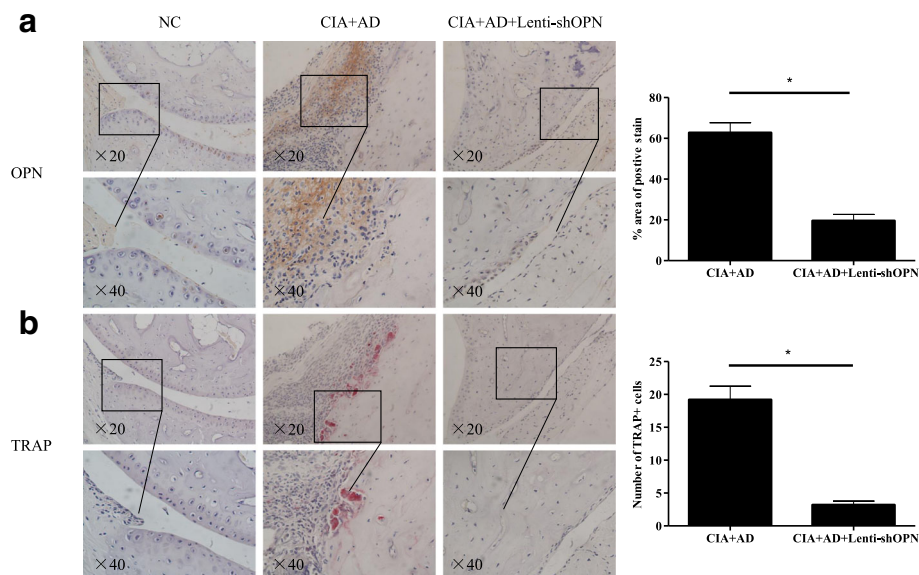 a
NC
CIA+AD
CIA+AD+Lenti-shOPN
OPN
×20
×20
×20
×40
×40
×40
*
% area of postive stain
80
60
40
20
0
CIA+AD
CIA+AD+Lenti-shOPN
b
TRAP
×20
×20
×20
×40
×40
×40
*
Number of TRAP+ cells
25
20
15
10
5
0
CIA+AD
CIA+AD+Lenti-shOPN